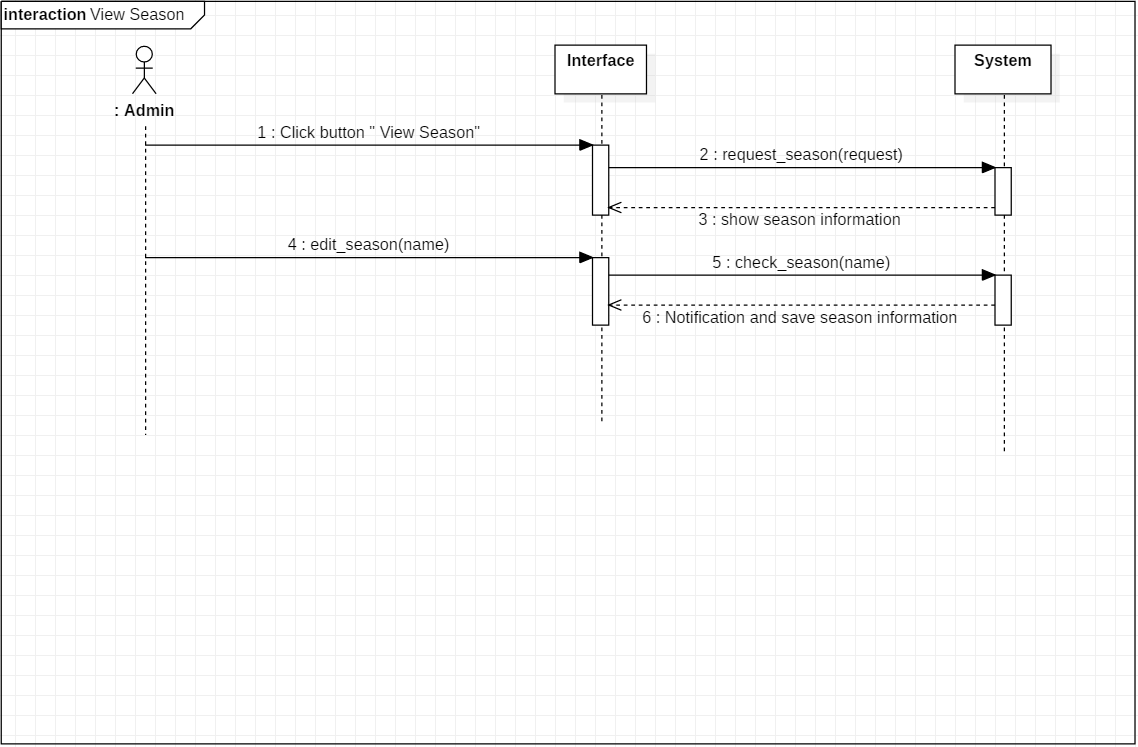 interaction View Season
Interface
System
: Admin
1 : Click button " View Season"
2 : request_season(request)
3 : show season information
4 : edit_season(name)
5 : check_season(name)
6 : Notification and save season information